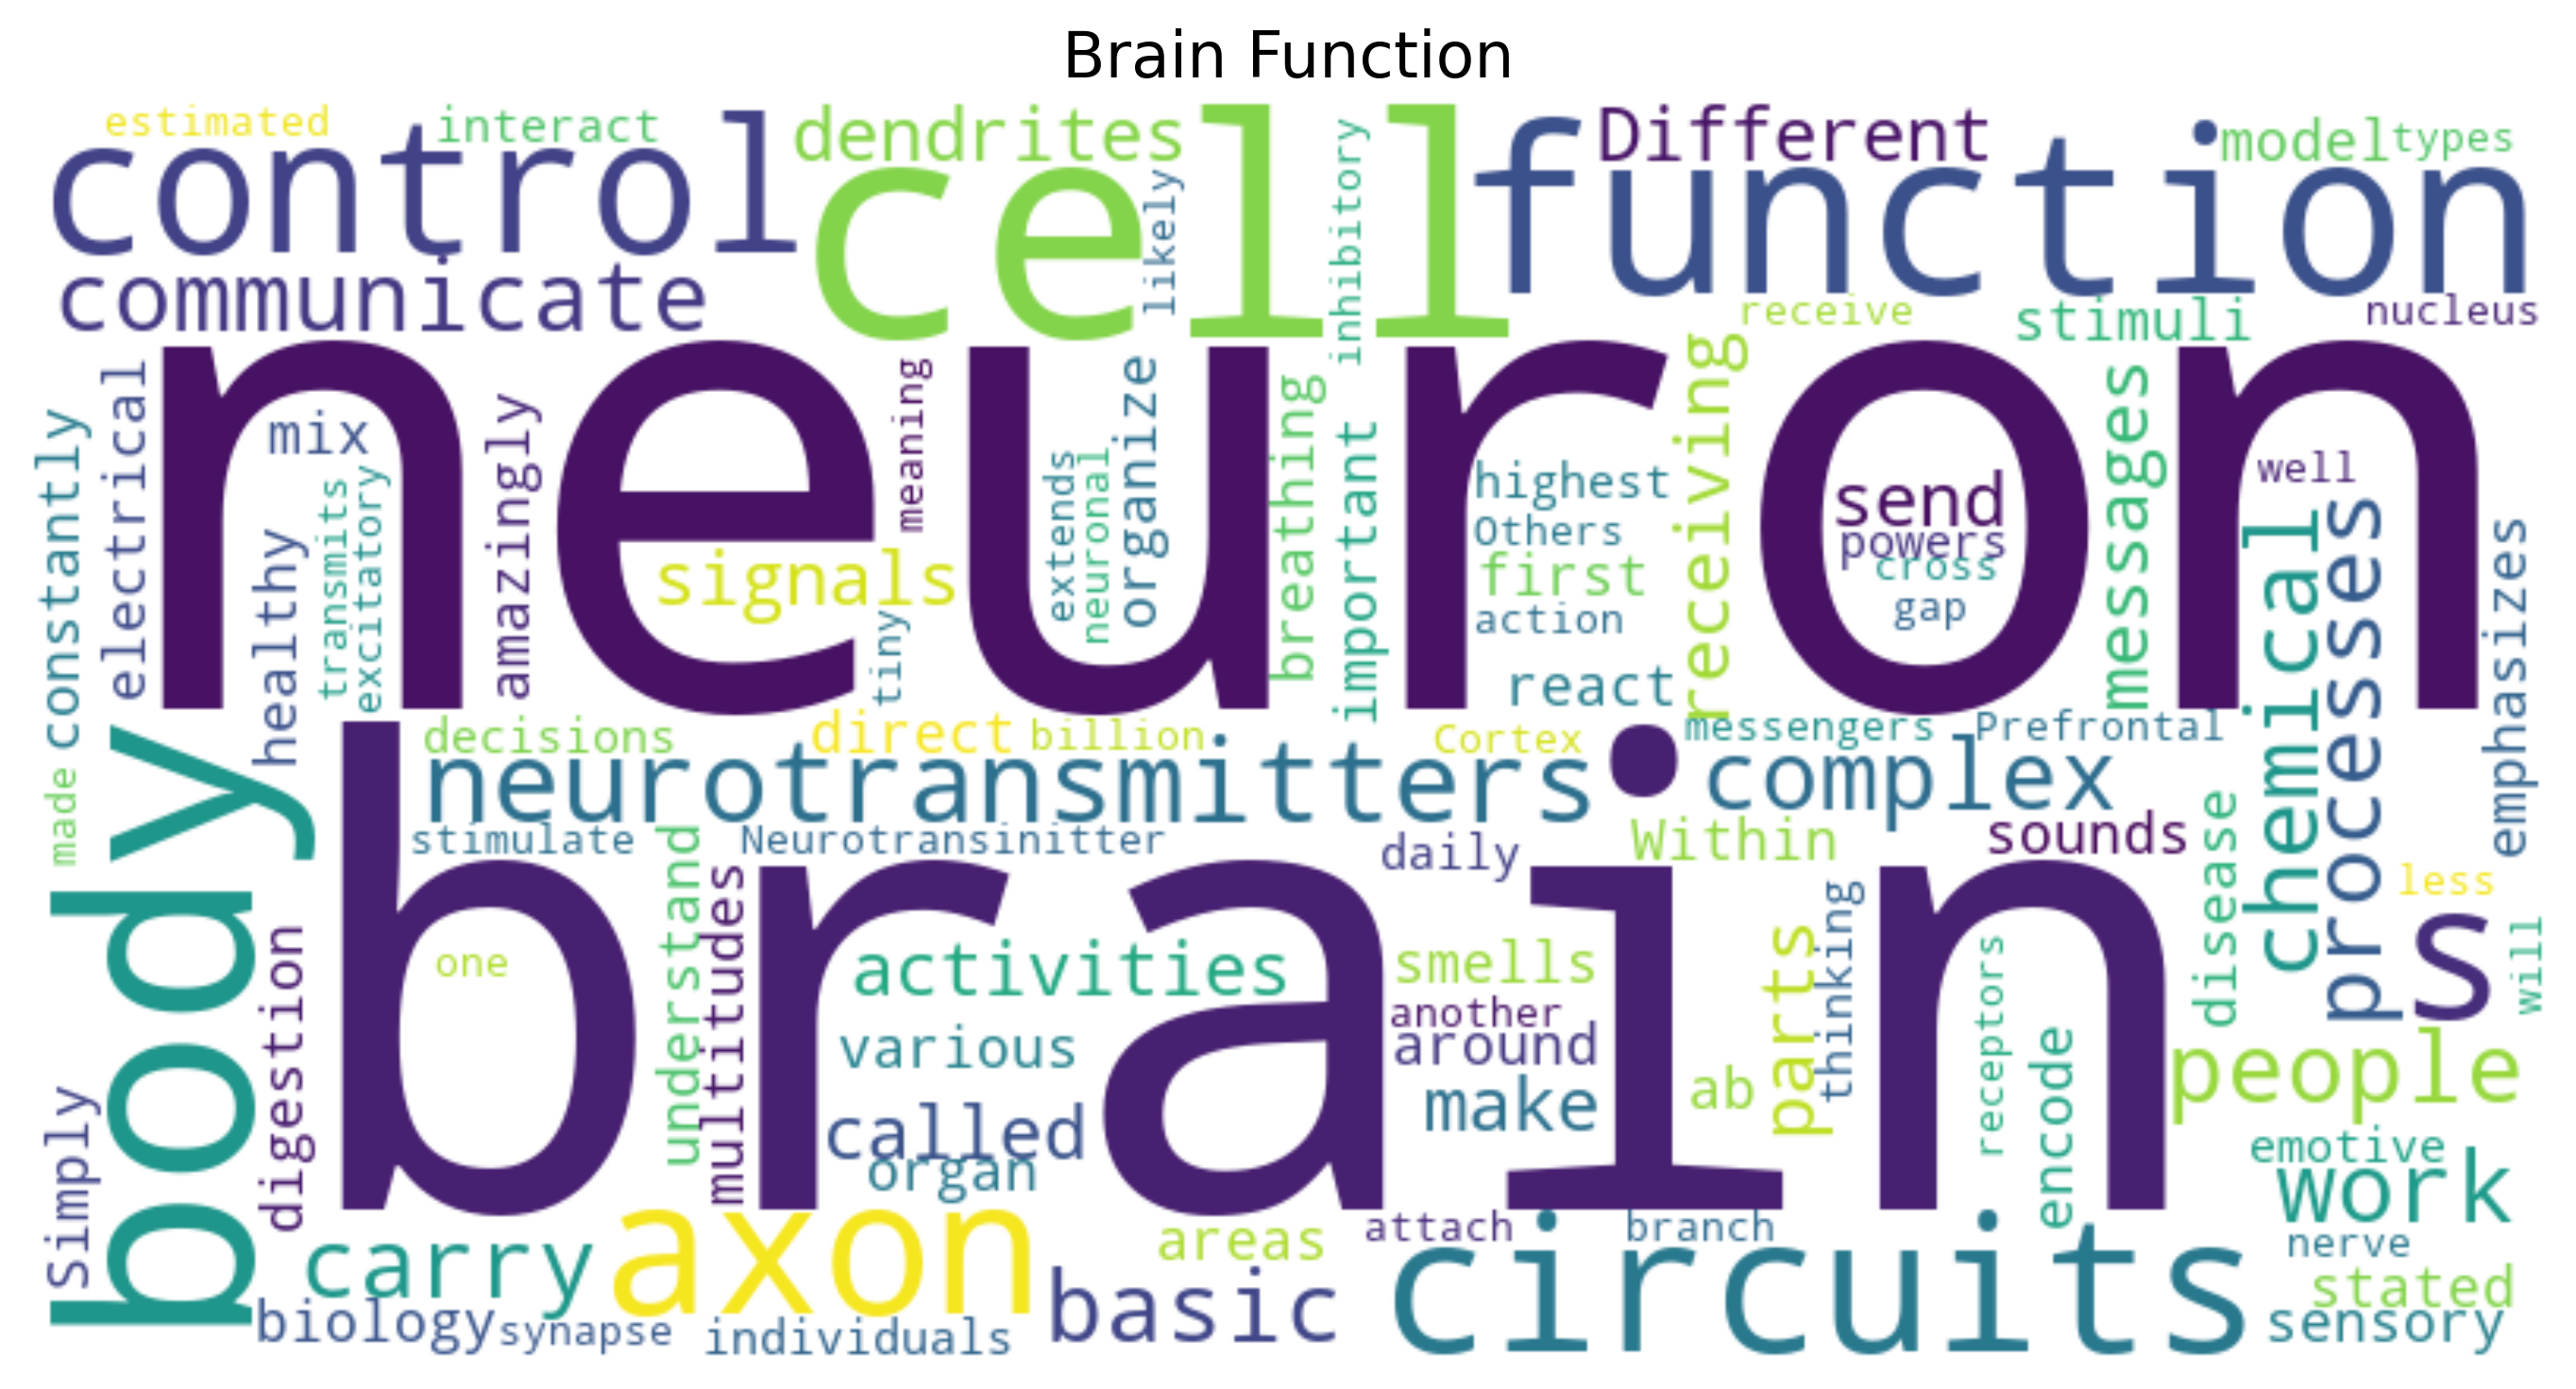 Brain Function
estimated
interact
control
dendrites
cell
likely
inhibitory
function
Different
model
types
communicate
receive
stimuli
nucleus
neuron
constantly
electrical
mix
healthy
transmits
excitatory
amazingly
signals
meaning
tiny
extends
neuronal
organize
breathing
important
highest
Others
first
action
react
receiving
send
powers
cross
gap
messages
well
chemical
processes
emphasizes
made
body
decisions
direct
billion
Cortex
messengers
Prefrontal
neurotransmitters
complex
stimulate
Neurotransinitter
daily
Within
sounds
disease
less
s
will
brain
one
understand
multitudes
activities
various
called
organ
smells
another
around
make
ab
parts
thinking
receptors
encode
people
emotive
work
nerve
stated
sensory
Simply
digestion
carry
axon
areas
attach
branch
basic
circuits
biology
synapse
individuals